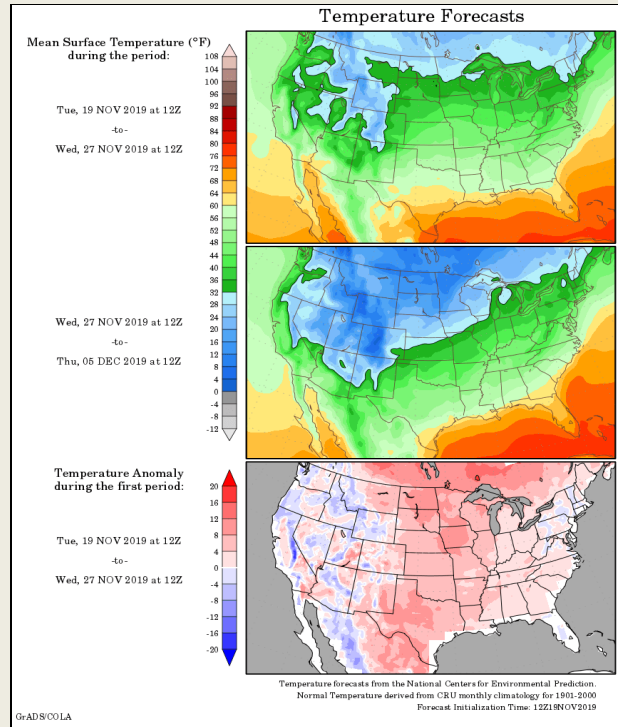 Temperature Forecasts
Mean Surface Temperature (°F)
during the period:
Tue, 19 NOV 2019 at 12Z
-to-
Wed, 27 NOV 2019 at 12Z
108
104
100
96
92
88
84
80
76
72
68
64
60
56
52
48
44
40
36
32
28
24
20
16
12
8
4
0
-4
-8
-12
Wed, 27 NOV 2019 at 12Z
-to-
Thu, 05 DEC 2019 at 12Z
Temperature Anomaly
during the first period:
Tue, 19 NOV 2019 at 12Z
-to-
Wed, 27 NOV 2019 at 12Z
20
16
12
8
4
0
-4
-8
-12
-16
-20
Temperature forecasts from the National Centers for Environmental Prediction.
Normal Temperature derived from CRU monthly climatology for 1901-2000
Forecast Initialization Time: 12Z19NOV2019
GrADS/COLA